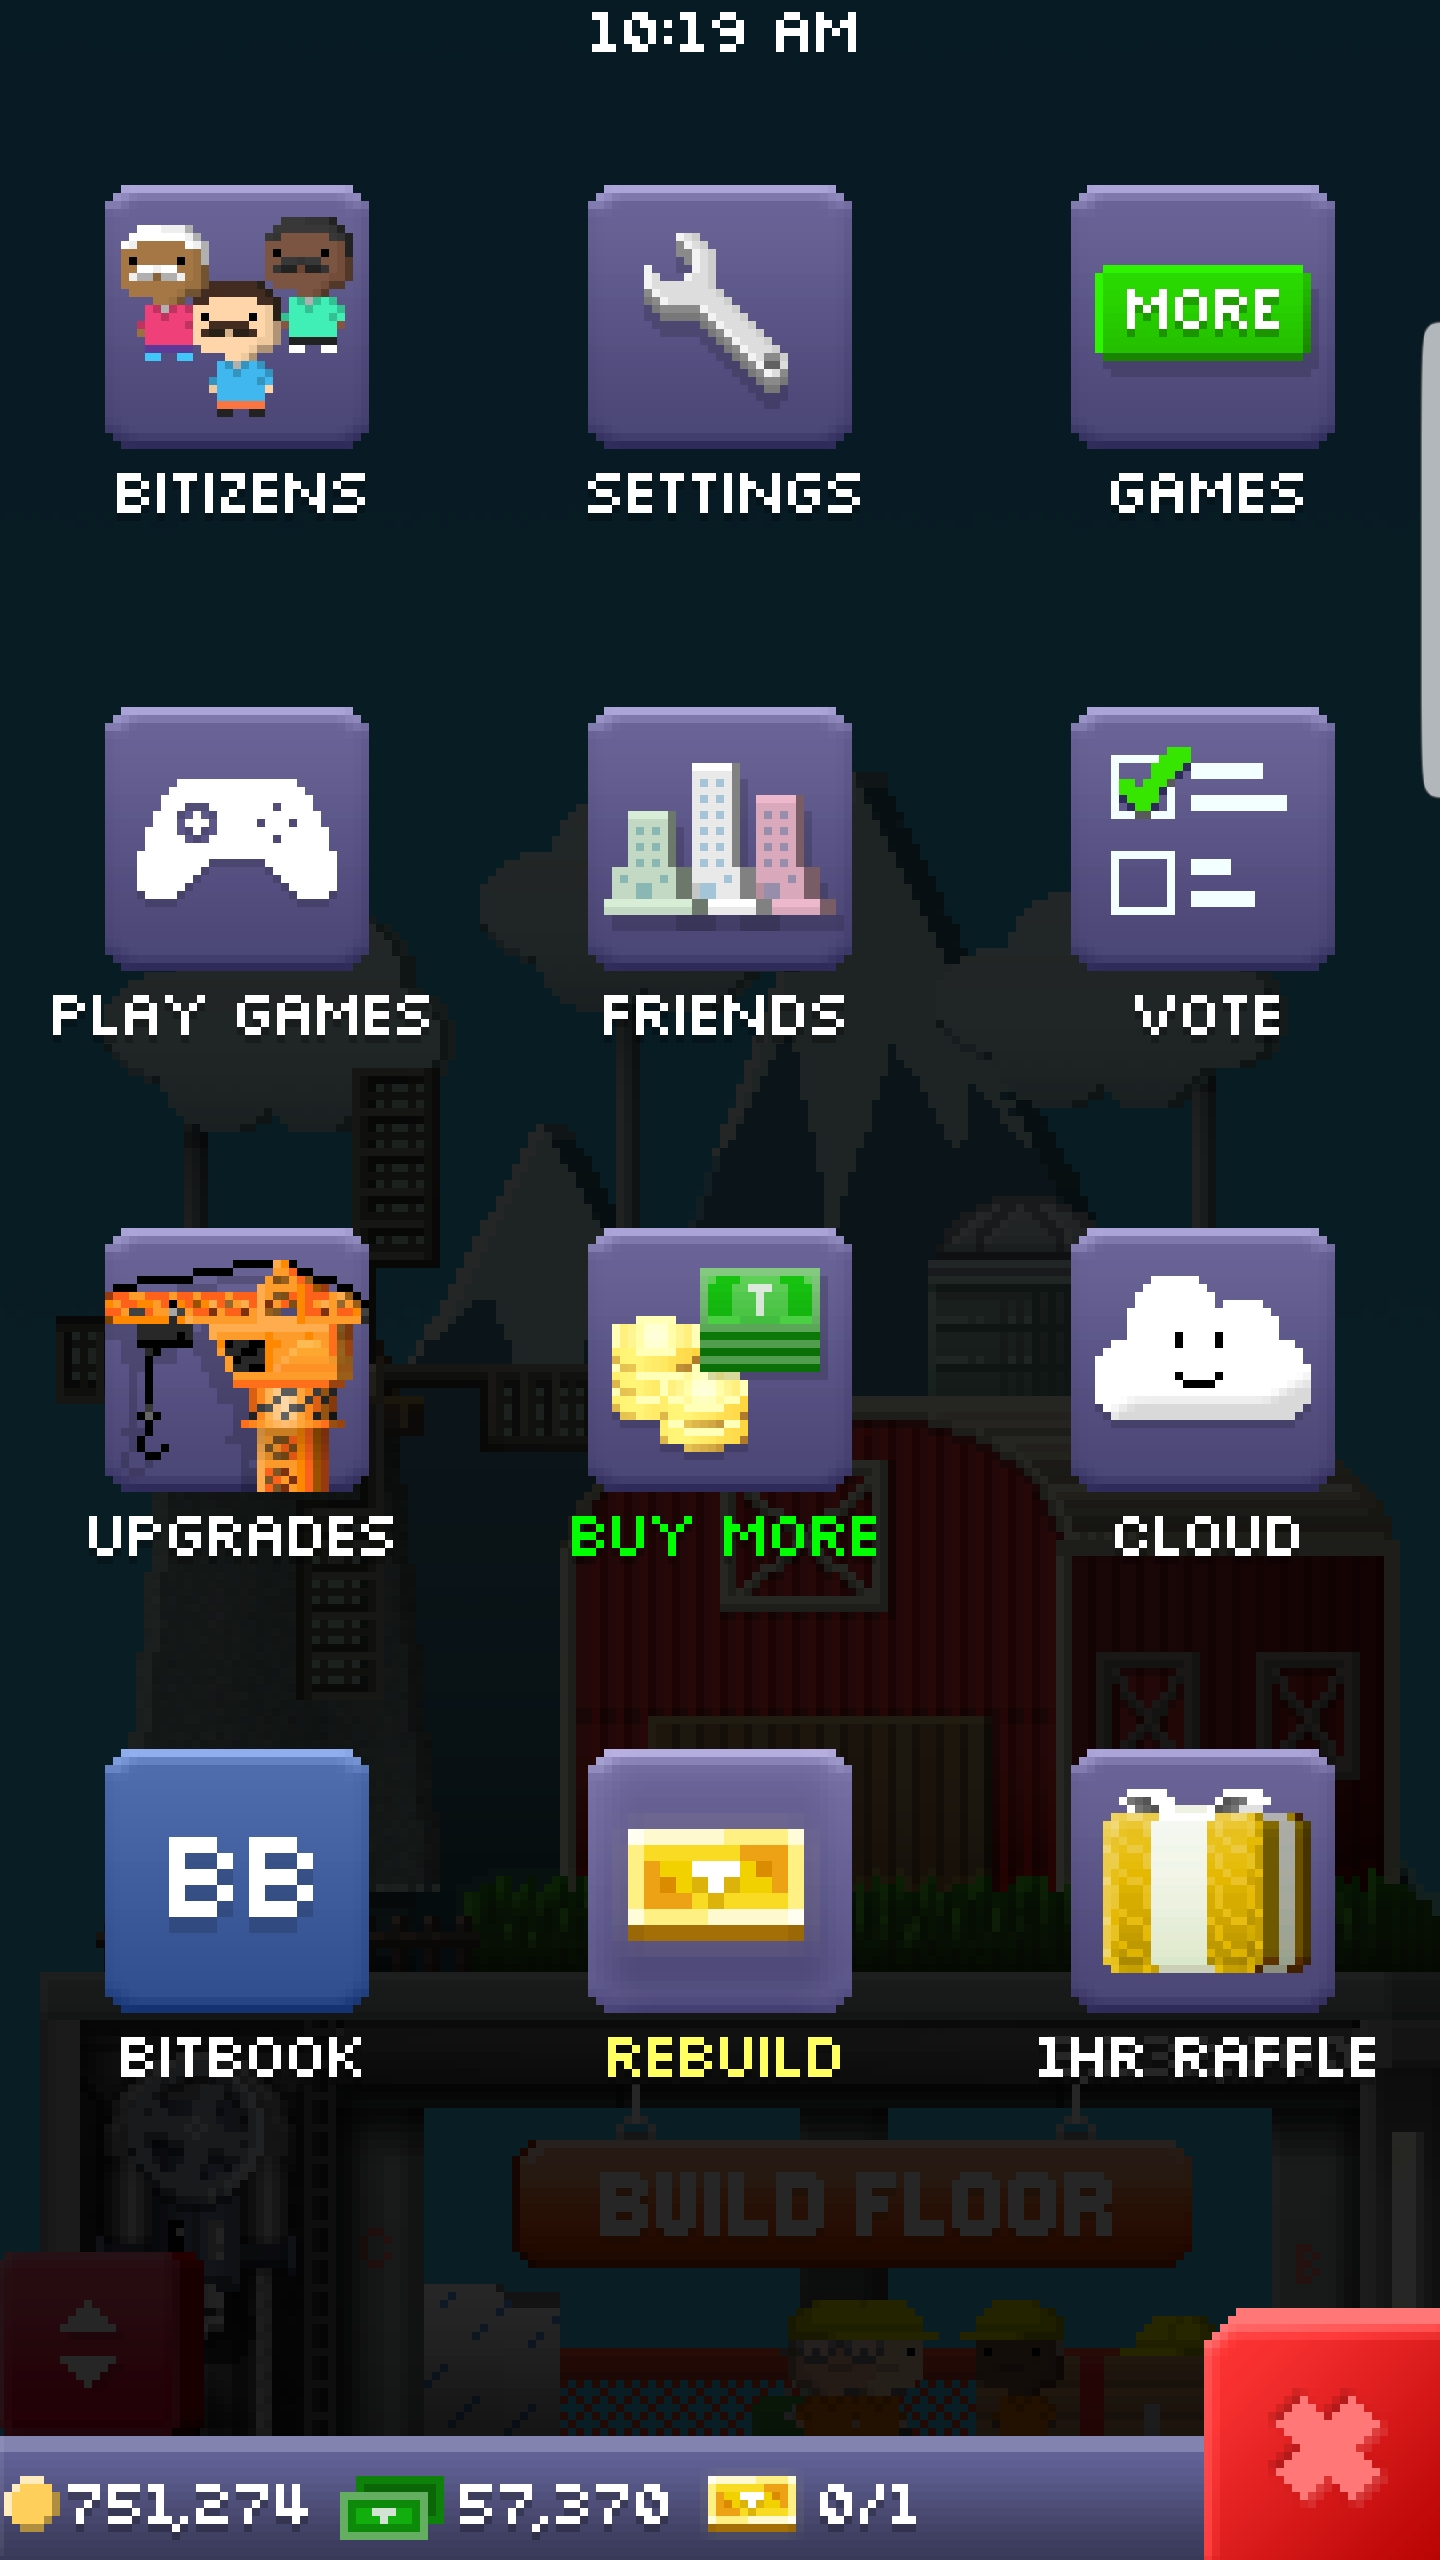 10:19 AM
MORE
BITIZENS SETTINGS GAMES
PLAY GAMES FRIENDS VOTE
T
UPGRADES BUY MORE CLOUD
BB
BITBOOK REBUILD 1HR RAFFLE
BUILD FLOOR
751,274 57,370 0/1